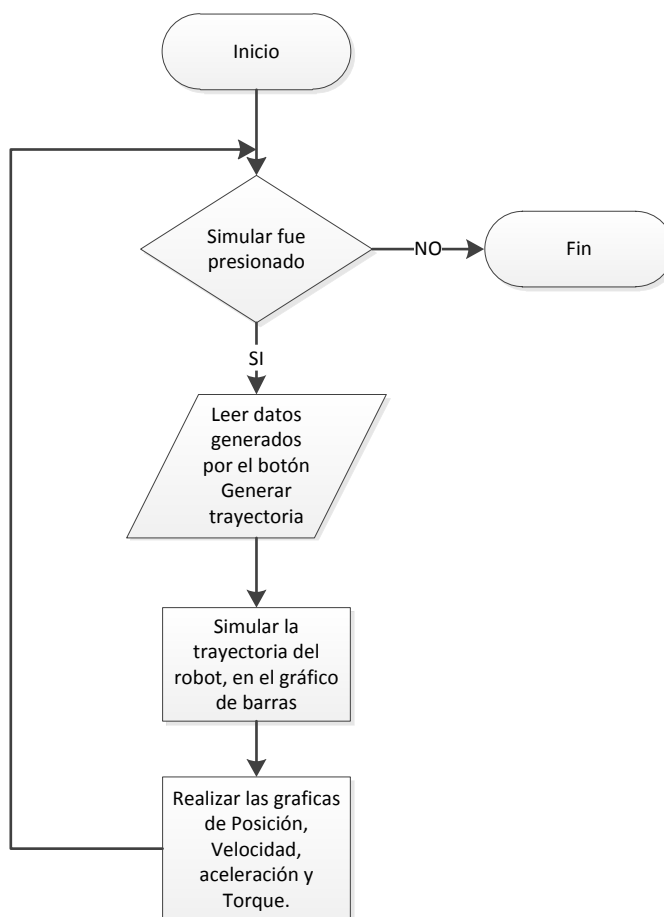 Inicio
Simular fue
presionado
NO
Fin
SI
Leer datos
generados
por el botón
Generar
trayectoria
Simular la
trayectoria del
robot, en el gráfico
de barras
Realizar las graficas
de Posición,
Velocidad,
aceleración y
Torque.